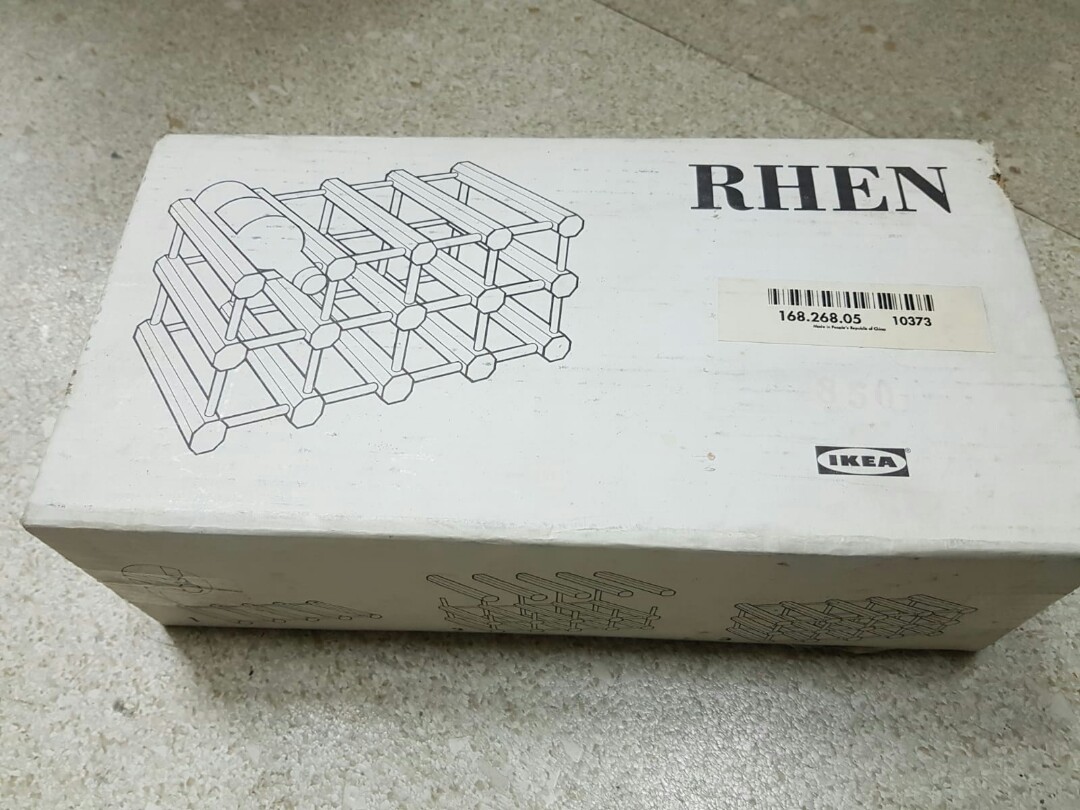 RHEN
168.268.05 10373
Made in People's Republic of China
IKEA